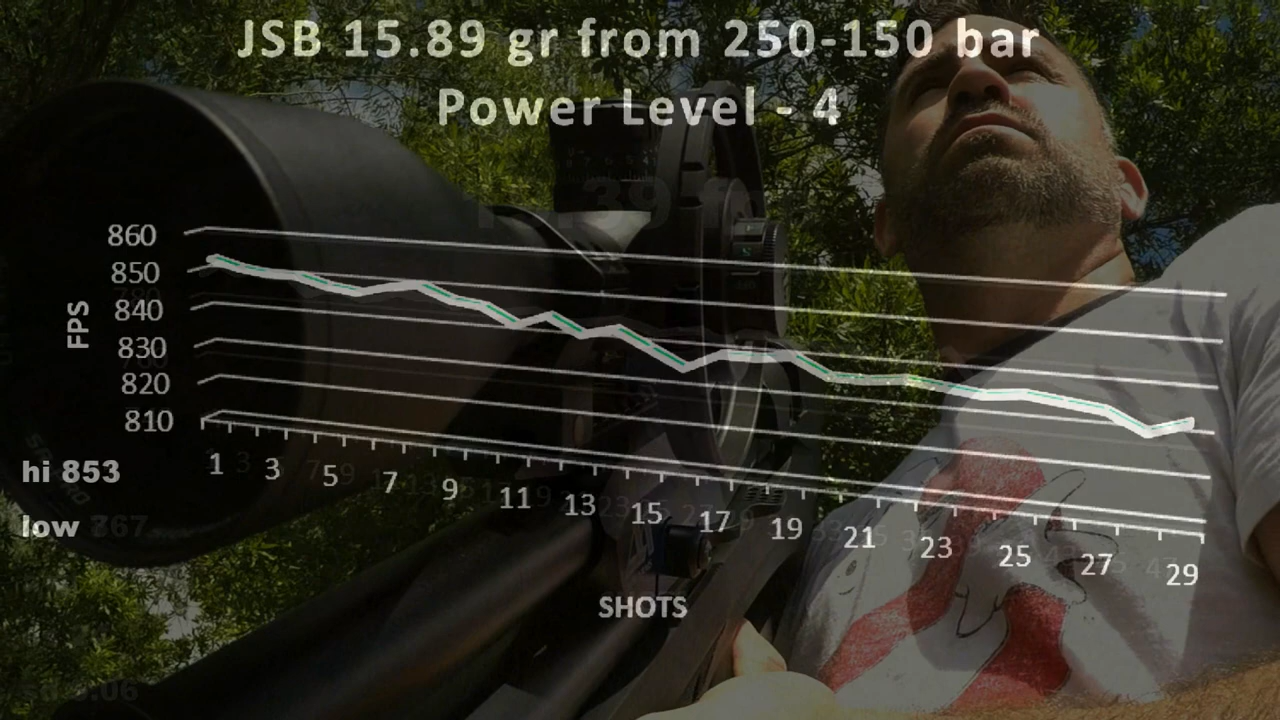 JSB 15.89 gr from 250-150 bar
Power Level - 4
860
850
840
830
820
810
FPS
hi 853
low
1 3 5 7 9 11 13 15 17 19 21 23 25 27 29
SHOTS